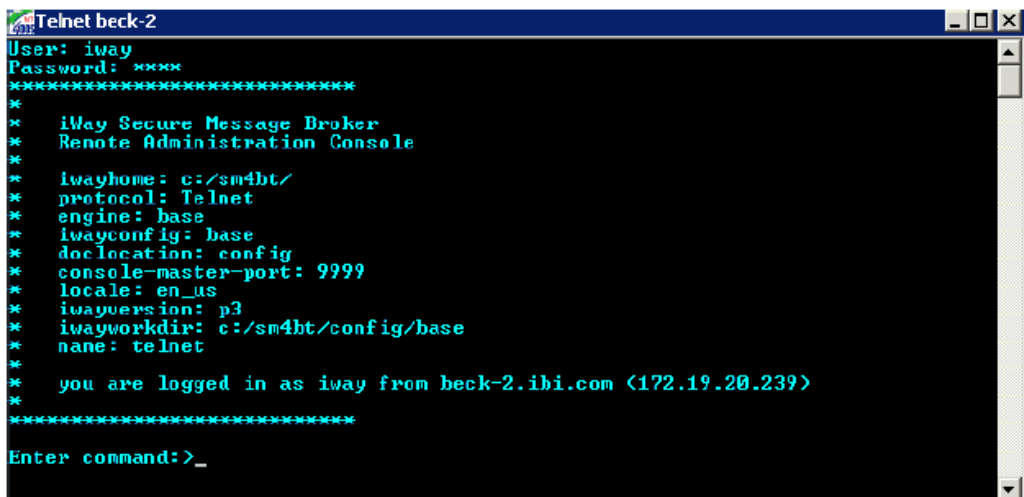 Telnet beck-2
User: iway
Password: ****
****************************
*
* iWay Secure Message Broker
* Remote Administration Console
*
* iwayhome: c:/sm4bt/
* protocol: Telnet
* engine: base
* iwayconfig: base
* doclocation: config
* console-master-port: 9999
* locale: en_us
* iwayversion: p3
* iwayworkdir: c:/sm4bt/config/base
* name: telnet
*
* you are logged in as iway from beck-2.ibi.com (172.19.20.239)
*
****************************
Enter command:>_